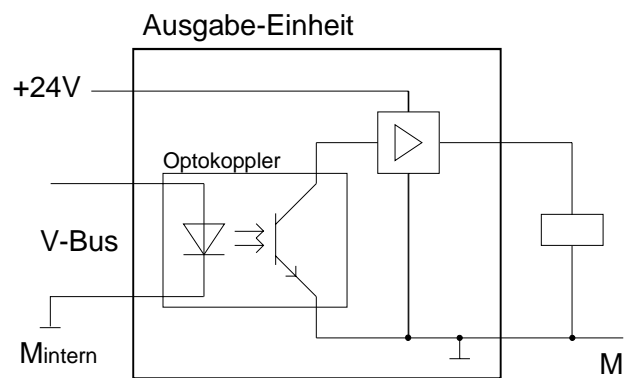 Ausgabe-Einheit
+24V
Optokoppler
V-Bus
Mintern
M